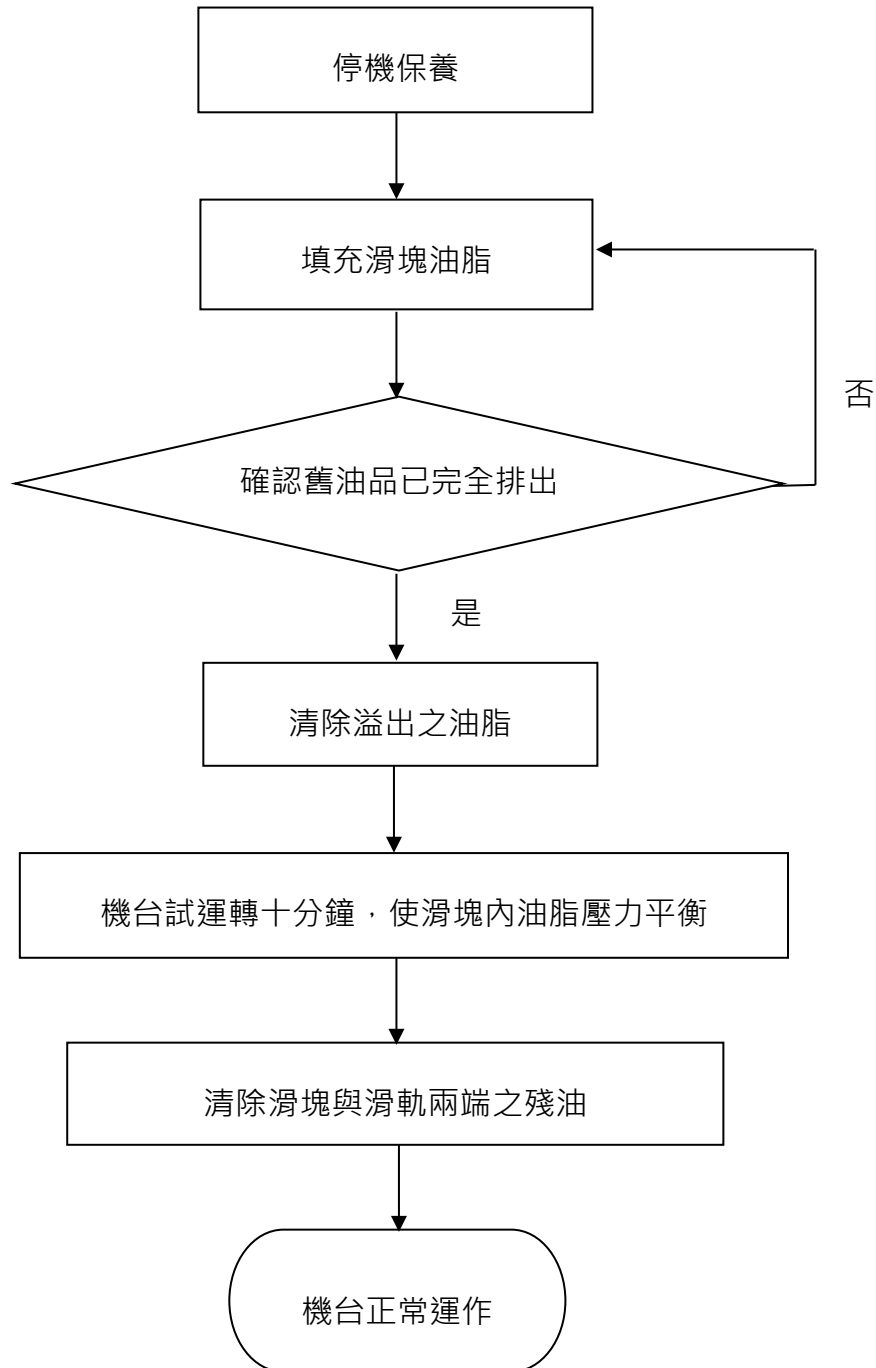 停機保養
填充滑塊油脂
否
確認舊油品已完全排出
是
清除溢出之油脂
機台試運轉十分鐘，使滑塊內油脂壓力平衡
清除滑塊與滑軌兩端之殘油
機台正常運作